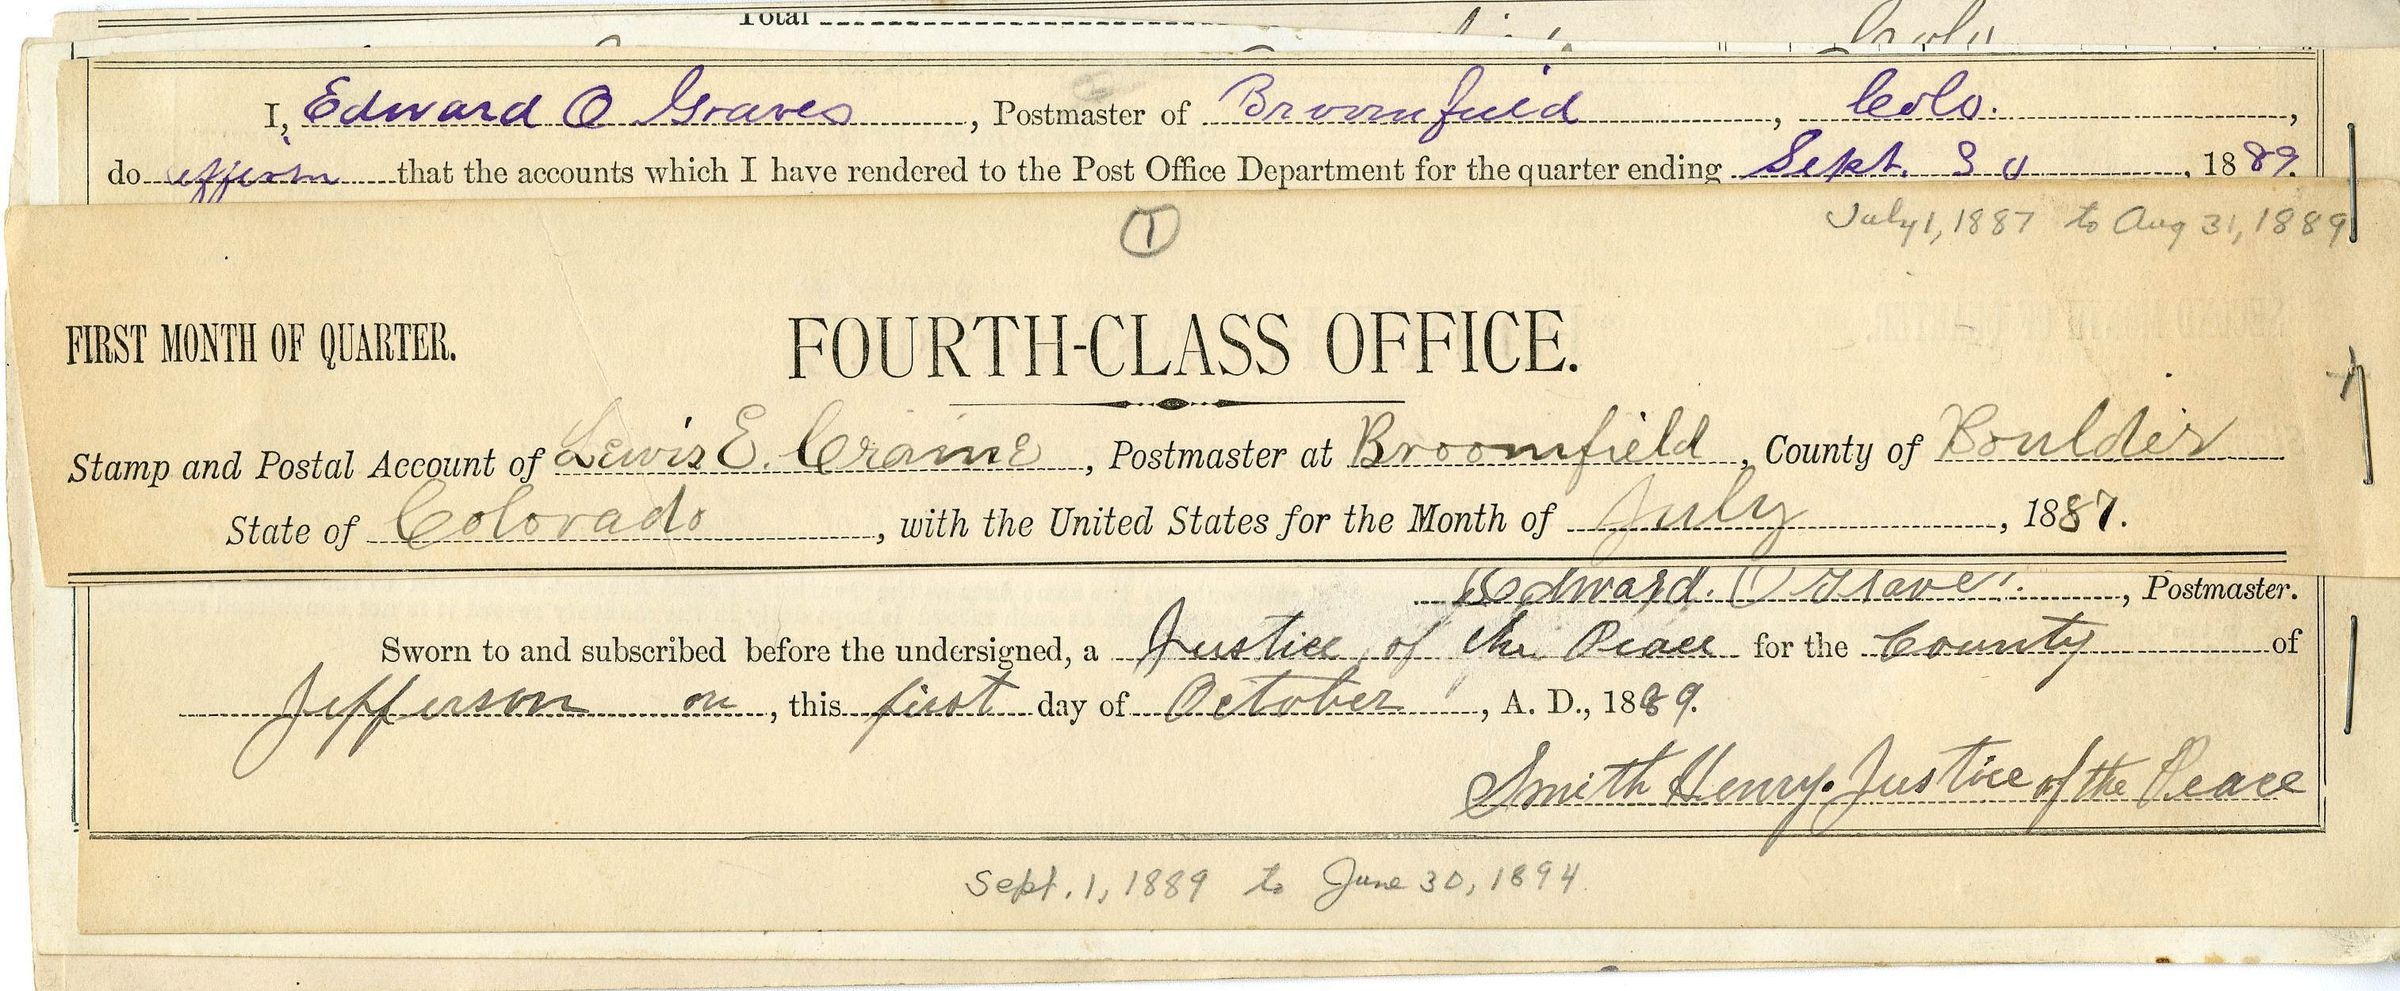 Total
I, Edward O Graves, Postmaster of Broomfield, Colo.,
do affirm that the accounts which I have rendered to the Post Office Department for the quarter ending Sept. 30, 1889.
1
July 1, 1887 to Aug 31, 1889
FIRST MONTH OF QUARTER.
FOURTH-CLASS OFFICE.
Stamp and Postal Account of Lewis E. Craine, Postmaster at Broomfield, County of Boulder
State of Colorado, with the United States for the Month of July, 1887.
Edward. O Graves., Postmaster.
Sworn to and subscribed before the undersigned, a Justice of the Peace for the County of
Jefferson on, this first day of October, A. D., 1889.
Smith Henry. Justice of the Peace
Sept. 1, 1889 to June 30, 1894.